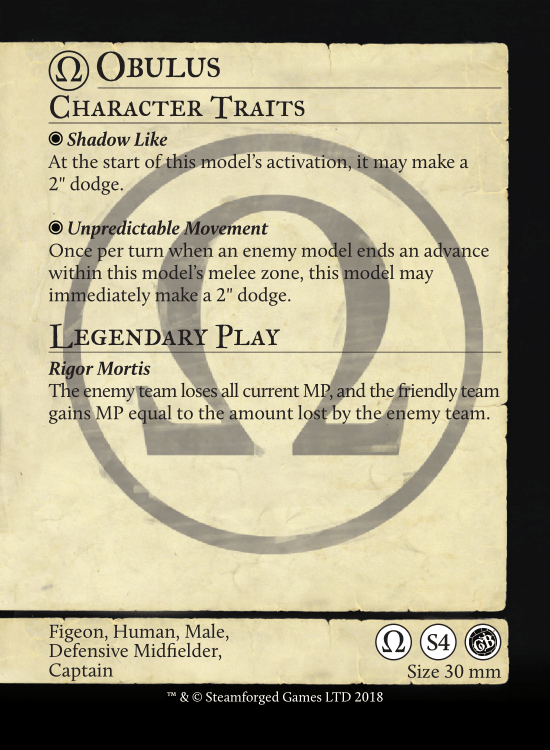 Ω Obulus
Character Traits
Shadow Like
At the start of this model's activation, it may make a
2" dodge.
Unpredictable Movement
Once per turn when an enemy model ends an advance
within this model's melee zone, this model may
immediately make a 2" dodge.
Legendary Play
Rigor Mortis
The enemy team loses all current MP, and the friendly team
gains MP equal to the amount lost by the enemy team.
Figeon, Human, Male,
Defensive Midfielder,
Captain
Ω S4 GB
Size 30 mm
™ & © Steamforged Games LTD 2018